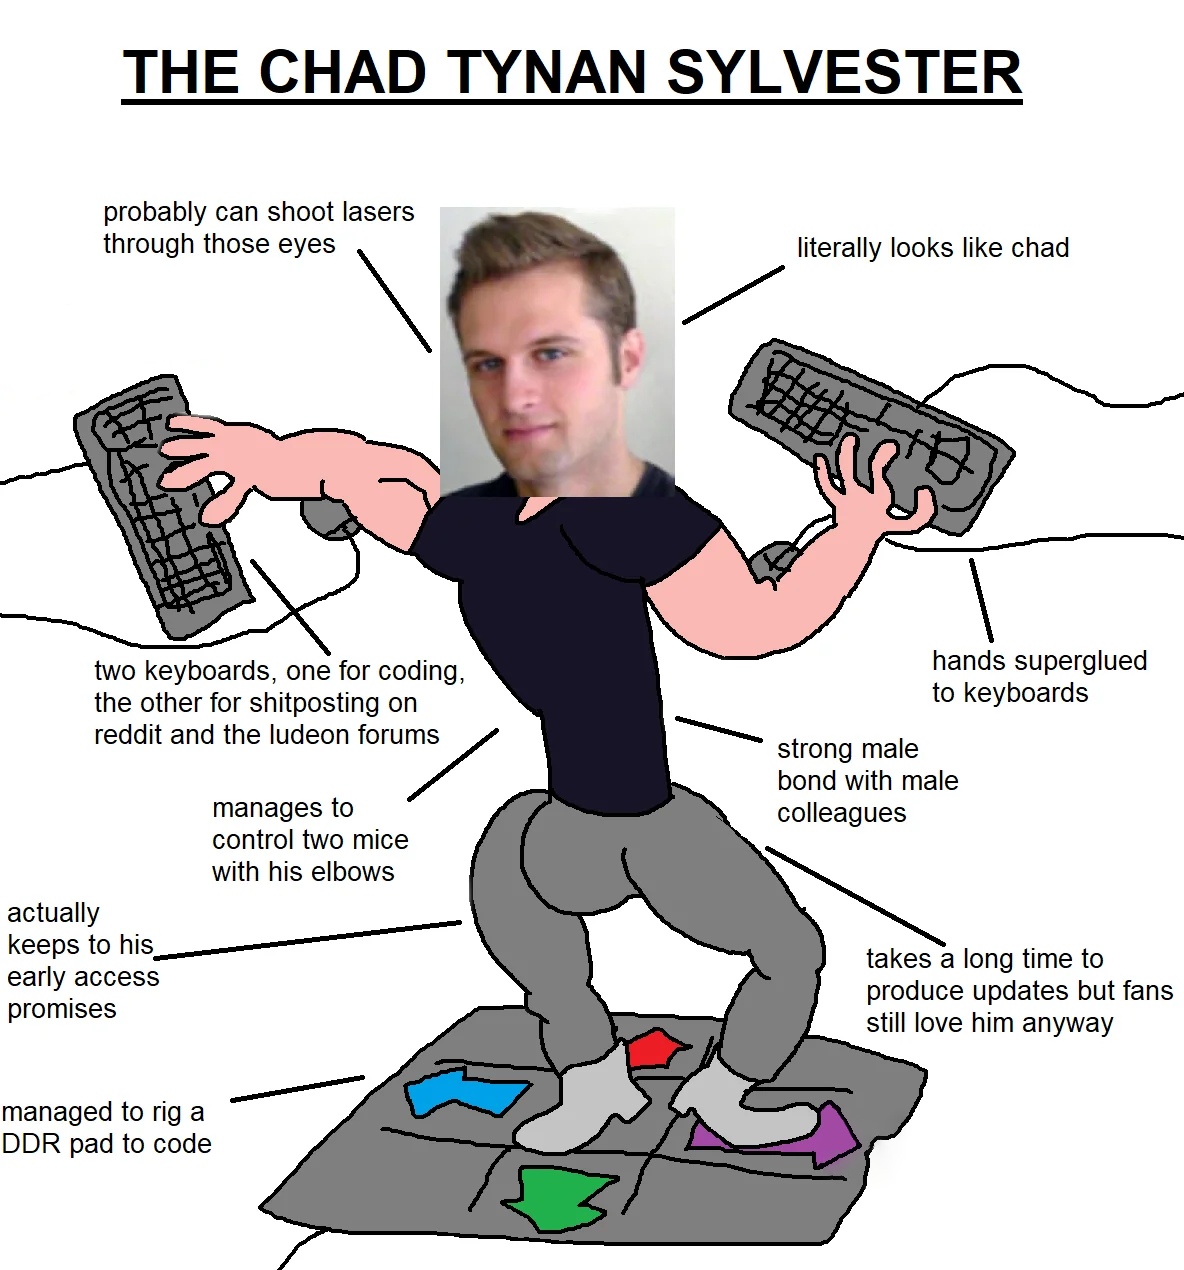 THE CHAD TYNAN SYLVESTER
probably can shoot lasers
through those eyes
literally looks like chad
two keyboards, one for coding,
the other for shitposting on
reddit and the ludeon forums
hands superglued
to keyboards
strong male
bond with male
colleagues
manages to
control two mice
with his elbows
actually
keeps to his
early access
promises
takes a long time to
produce updates but fans
still love him anyway
managed to rig a
DDR pad to code